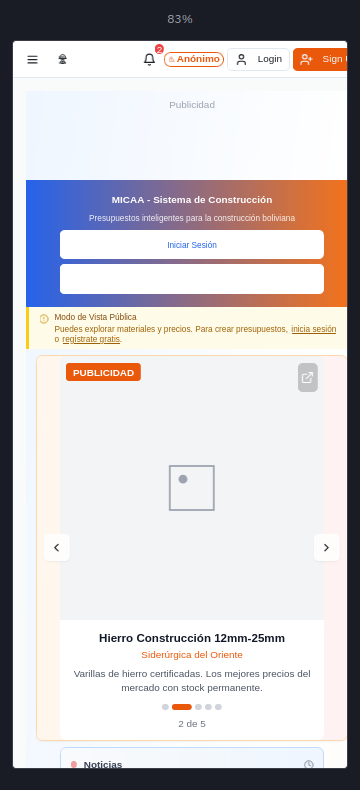 83%
2
Anónimo
Login
Sign
Publicidad
MICAA - Sistema de Construcción
Presupuestos inteligentes para la construcción boliviana
Iniciar Sesión
Modo de Vista Pública
Puedes explorar materiales y precios. Para crear presupuestos, inicia sesión
o regístrate gratis.
PUBLICIDAD
Hierro Construcción 12mm-25mm
Siderúrgica del Oriente
Varillas de hierro certificadas. Los mejores precios del
mercado con stock permanente.
2 de 5
Noticias